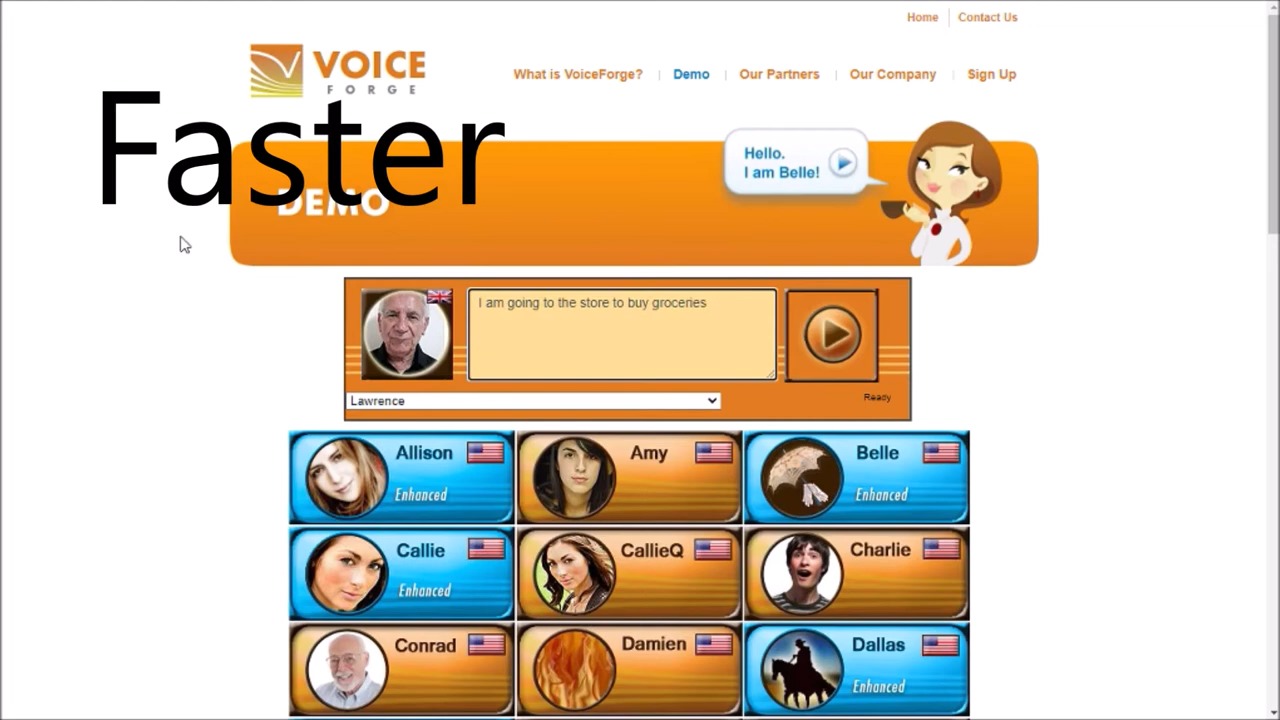 Home
Contact Us
VOICE
FORGE
What is VoiceForge?
Demo
Our Partners
Our Company
Sign Up
Faster
DEMO
Hello.
I am Belle!
I am going to the store to buy groceries
Lawrence
Ready
Allison
Enhanced
Amy
Belle
Enhanced
Callie
Enhanced
CallieQ
Charlie
Conrad
Damien
Dallas
Enhanced